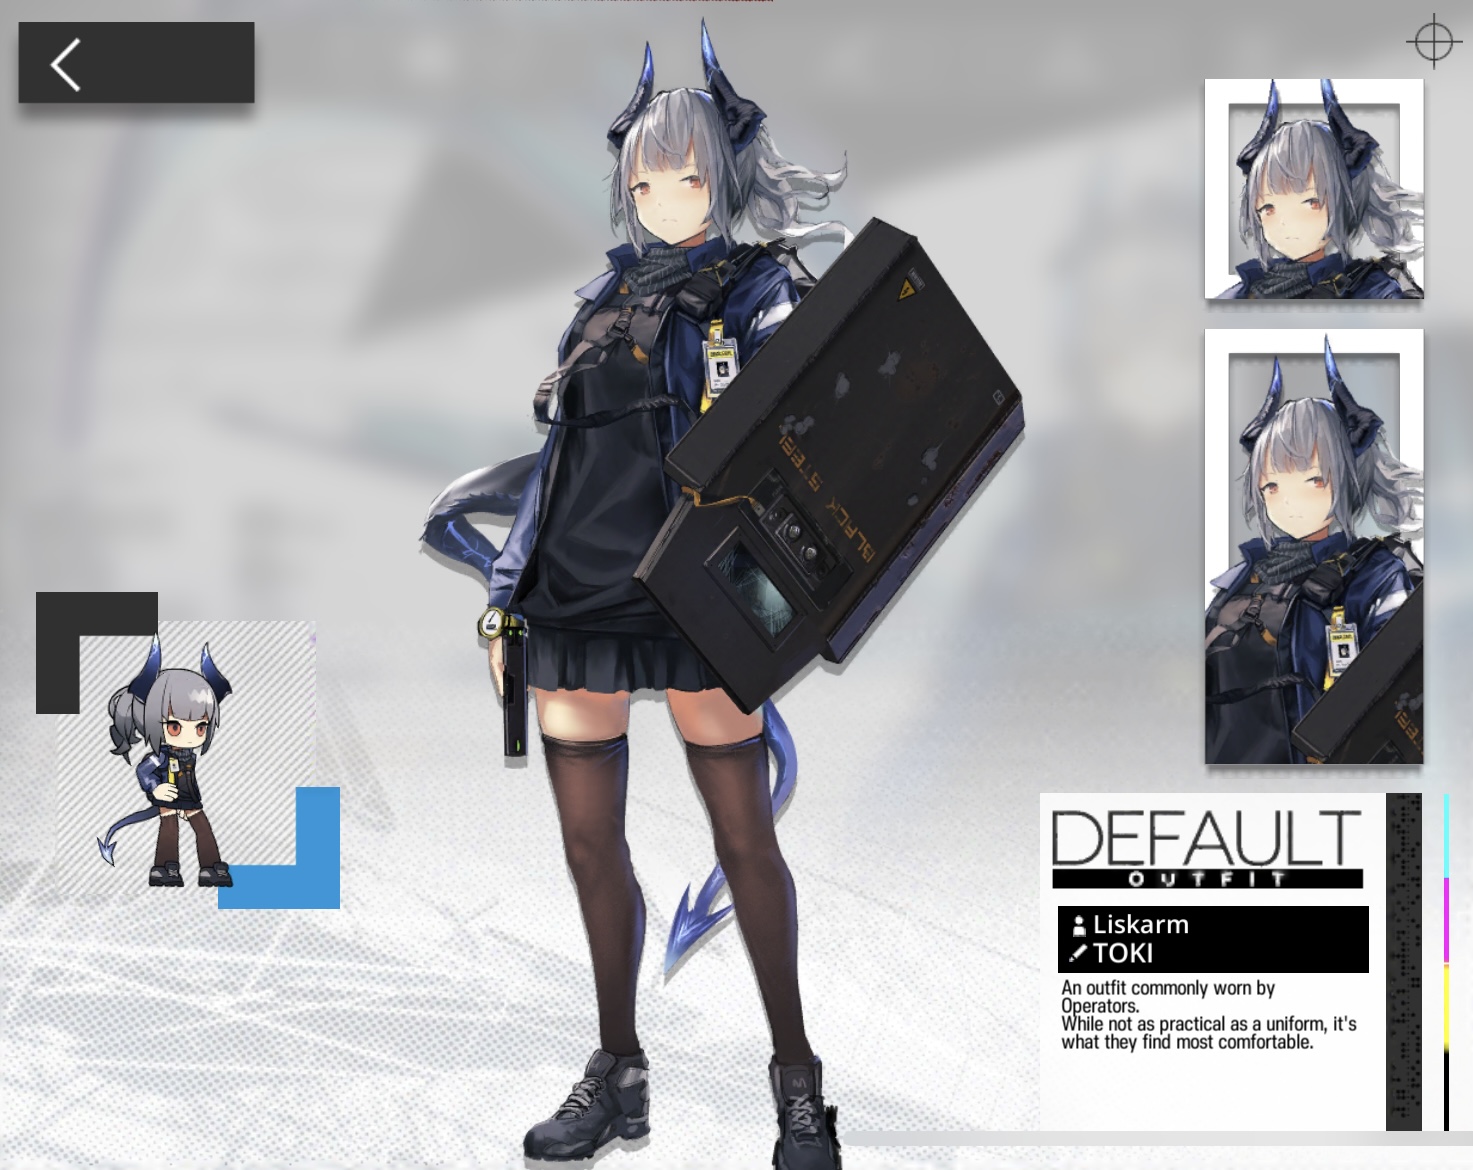 BLACK STEEL
DEFAULT
OUTFIT
Liskarm
TOKI
An outfit commonly worn by
Operators.
While not as practical as a uniform, it's
what they find most comfortable.